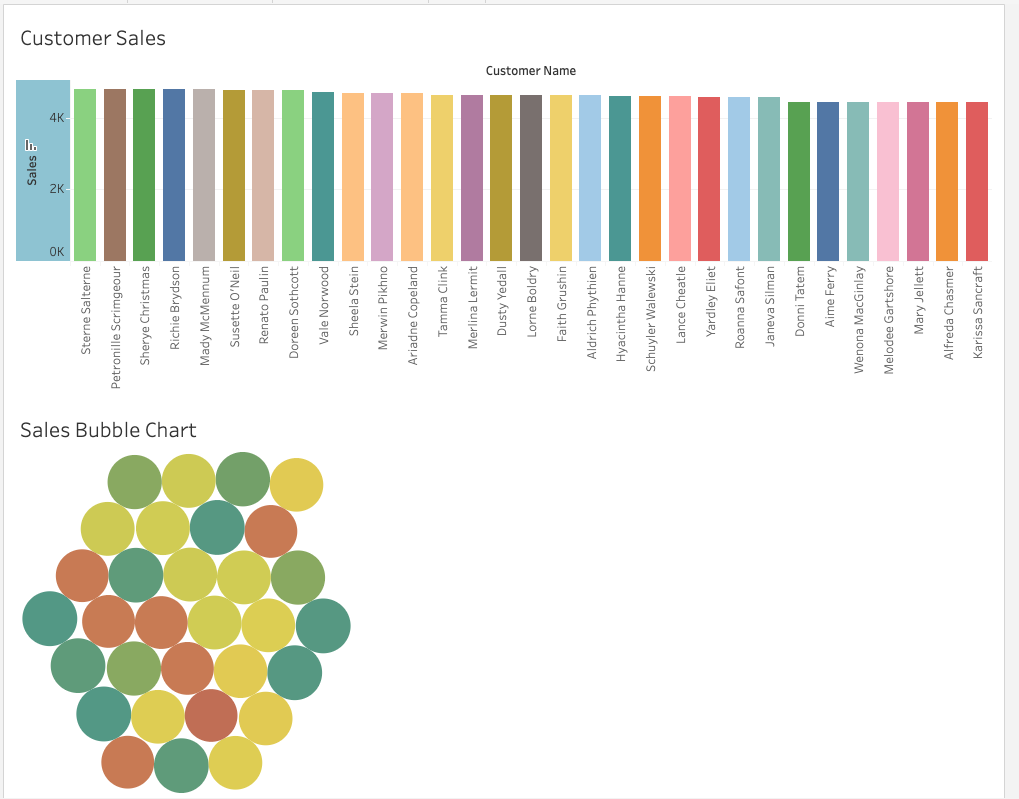 Customer Sales
Customer Name
Sales
4K
2K
0K
Sterne Salterne
Petronille Scrimgeour
Sherye Christmas
Richie Brydson
Mady McMennum
Susette O'Neil
Renato Paulin
Doreen Sothcott
Vale Norwood
Sheela Stein
Merwin Pikhno
Ariadne Copeland
Tamma Clink
Merlina Lermit
Dusty Yedall
Lorne Boldry
Faith Grushin
Aldrich Phythien
Hyacintha Hanne
Schuyler Walewski
Lance Cheatle
Yardley Eliet
Roanna Safont
Janeva Silman
Donni Tatem
Aime Ferry
Wenona MacGinlay
Melodee Gartshore
Mary Jellett
Alfreda Chasmer
Karissa Sancraft
Sales Bubble Chart